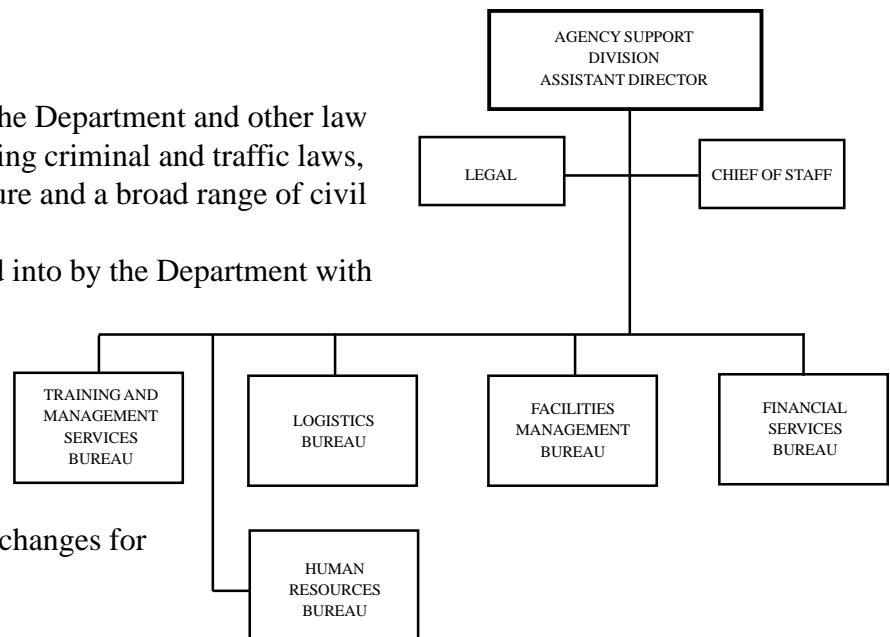 AGENCY SUPPORT
DIVISION
ASSISTANT DIRECTOR
he Department and other law
ing criminal and traffic laws,
ure and a broad range of civil
d into by the Department with
LEGAL
CHIEF OF STAFF
TRAINING AND
MANAGEMENT
SERVICES
BUREAU
LOGISTICS
BUREAU
FACILITIES
MANAGEMENT
BUREAU
FINANCIAL
SERVICES
BUREAU
changes for
HUMAN
RESOURCES
BUREAU